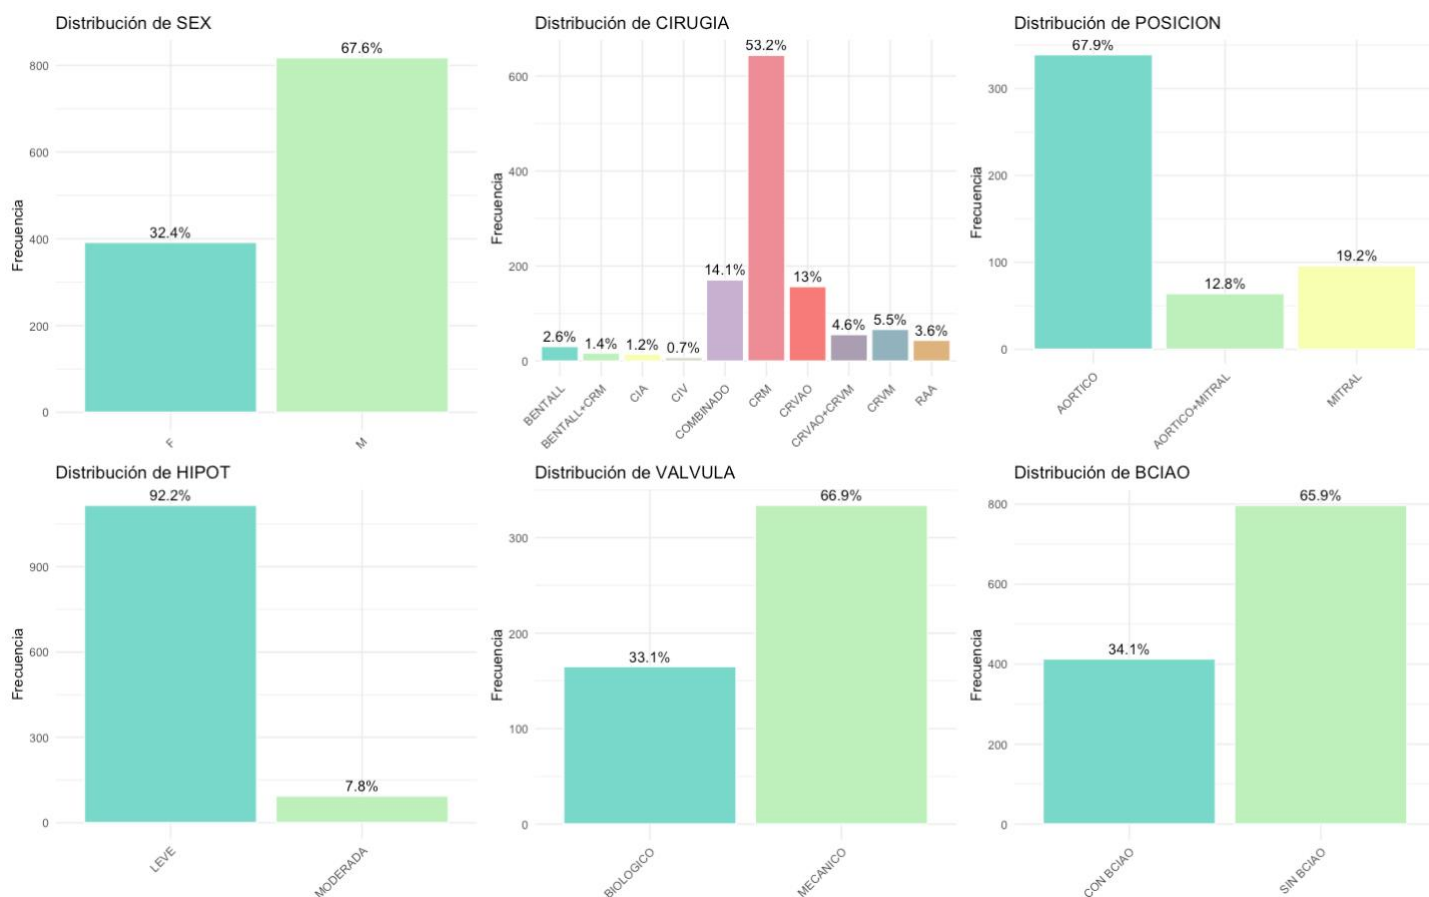 Distribución de SEX
67.6%
800
600
Frecuencia
400
32.4%
200
0
F
M
Distribución de CIRUGIA
53.2%
600
400
Frecuencia
200
14.1%
13%
2.6%
1.4%
1.2%
0.7%
4.6%
5.5%
3.6%
0
BENTALL
BENTALL+CRM
CIA
CIV
COMBINADO
CRM
CRVAO
CRVAO+CRVM
CRVM
RAA
Distribución de POSICION
67.9%
300
200
Frecuencia
100
12.8%
19.2%
0
AORTICO
AORTICO+MITRAL
MITRAL
Distribución de HIPOT
92.2%
900
600
Frecuencia
300
7.8%
0
LEVE
MODERADA
Distribución de VALVULA
66.9%
300
200
Frecuencia
33.1%
100
0
BIOLOGICO
MECANICO
Distribución de BCIAO
65.9%
800
600
Frecuencia
400
34.1%
200
0
CON BCIAO
SIN BCIAO